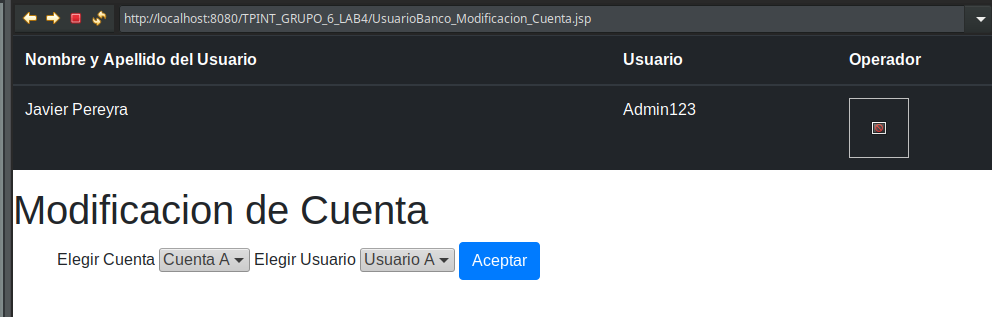 http://localhost:8080/TPINT_GRUPO_6_LAB4/UsuarioBanco_Modificacion_Cuenta.jsp
Nombre y Apellido del Usuario Usuario Operador
Javier Pereyra Admin123
Modificacion de Cuenta
Elegir Cuenta Cuenta A Elegir Usuario Usuario A Aceptar